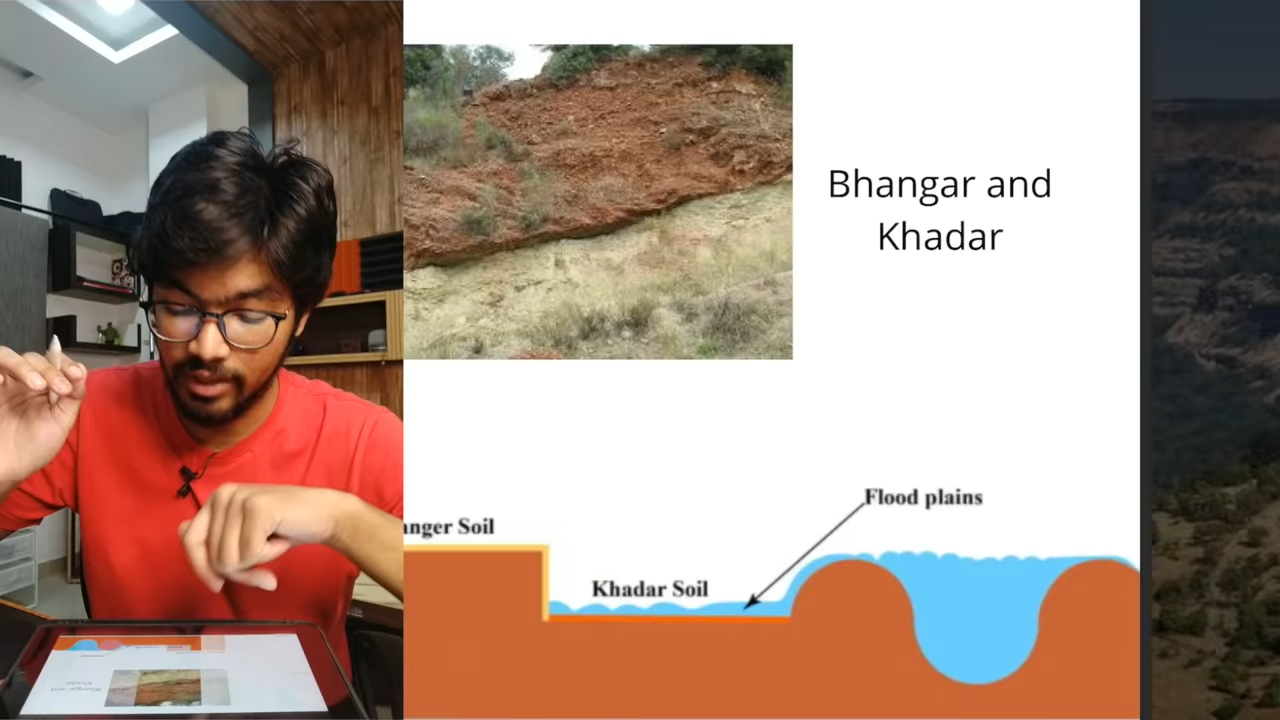 Bhangar and
Khadar
Flood plains
anger Soil
Khadar Soil